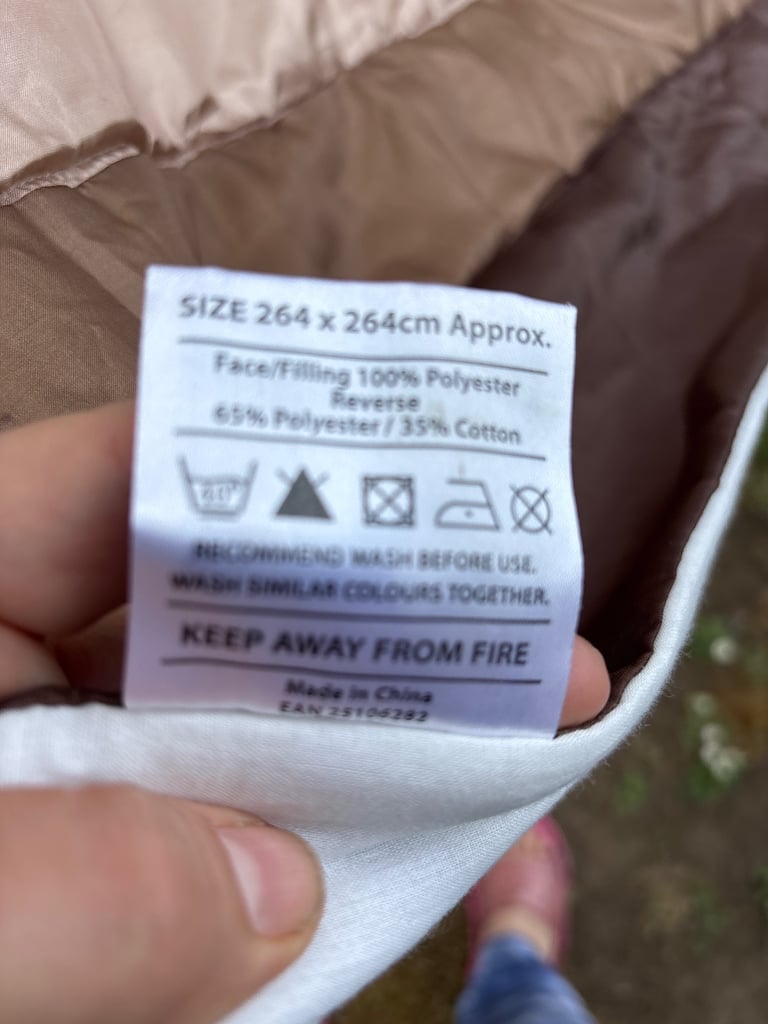 SIZE 264 x 264cm Approx.
Face/Filling 100% Polyester
Reverse
65% Polyester / 35% Cotton
40°
RECOMMEND WASH BEFORE USE.
WASH SIMILAR COLOURS TOGETHER.
KEEP AWAY FROM FIRE
Made in China
EAN 25106282